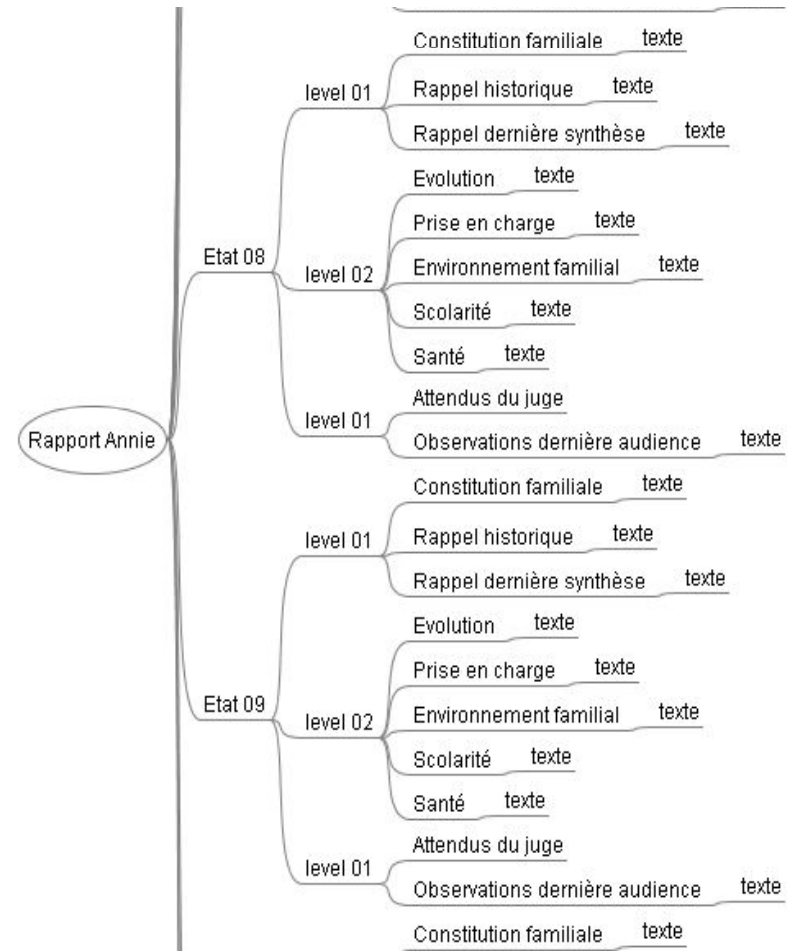 Constitution familiale texte
level 01
Rappel historique texte
Rappel dernière synthèse texte
Evolution texte
Prise en charge texte
Etat 08
level 02
Environnement familial texte
Scolarité texte
Santé texte
Attendus du juge
level 01
Observations dernière audience texte
Rapport Annie
Constitution familiale texte
level 01
Rappel historique texte
Rappel dernière synthèse texte
Evolution texte
Prise en charge texte
Etat 09
level 02
Environnement familial texte
Scolarité texte
Santé texte
Attendus du juge
level 01
Observations dernière audience texte
Constitution familiale texte